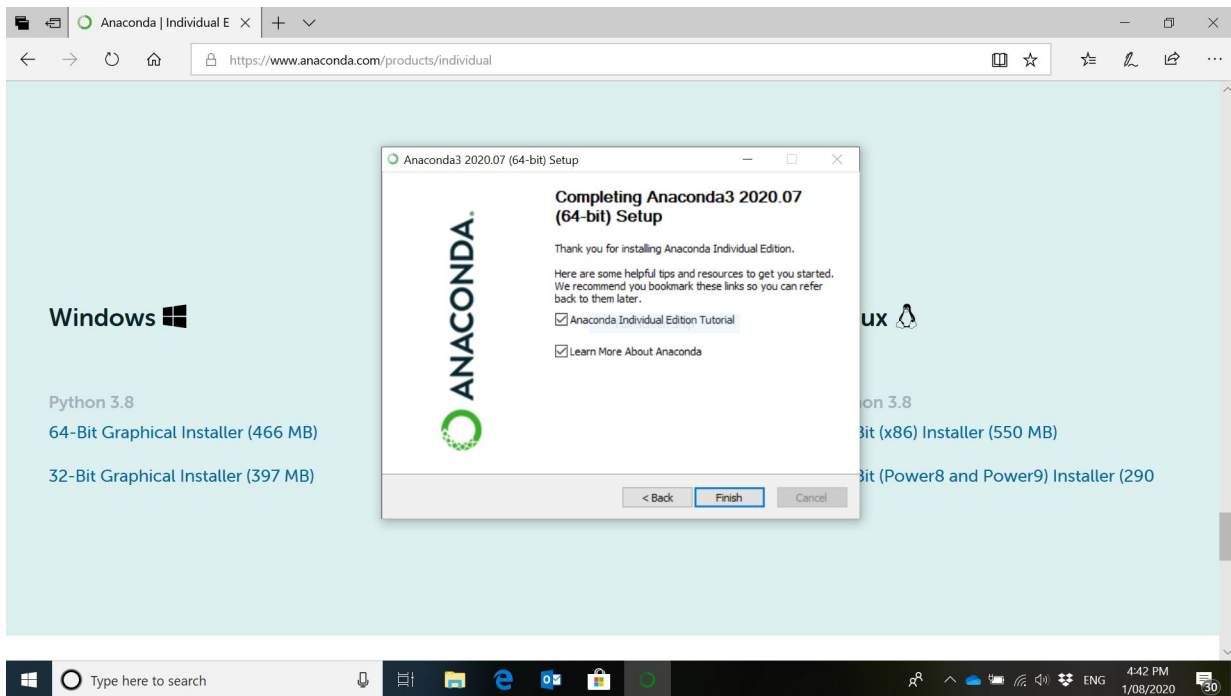 Anaconda | Individual E
https://www.anaconda.com/products/individual
Anaconda3 2020.07 (64-bit) Setup
ANACONDA.
Completing Anaconda3 2020.07
(64-bit) Setup
Thank you for installing Anaconda Individual Edition.
Here are some helpful tips and resources to get you started.
We recommend you bookmark these links so you can refer
back to them later.
Anaconda Individual Edition Tutorial
Learn More About Anaconda
< Back Finish Cancel
Windows
Python 3.8
64-Bit Graphical Installer (466 MB)
32-Bit Graphical Installer (397 MB)
ux
on 3.8
Bit (x86) Installer (550 MB)
Bit (Power8 and Power9) Installer (290
Type here to search
ENG
4:42 PM
1/08/2020
30